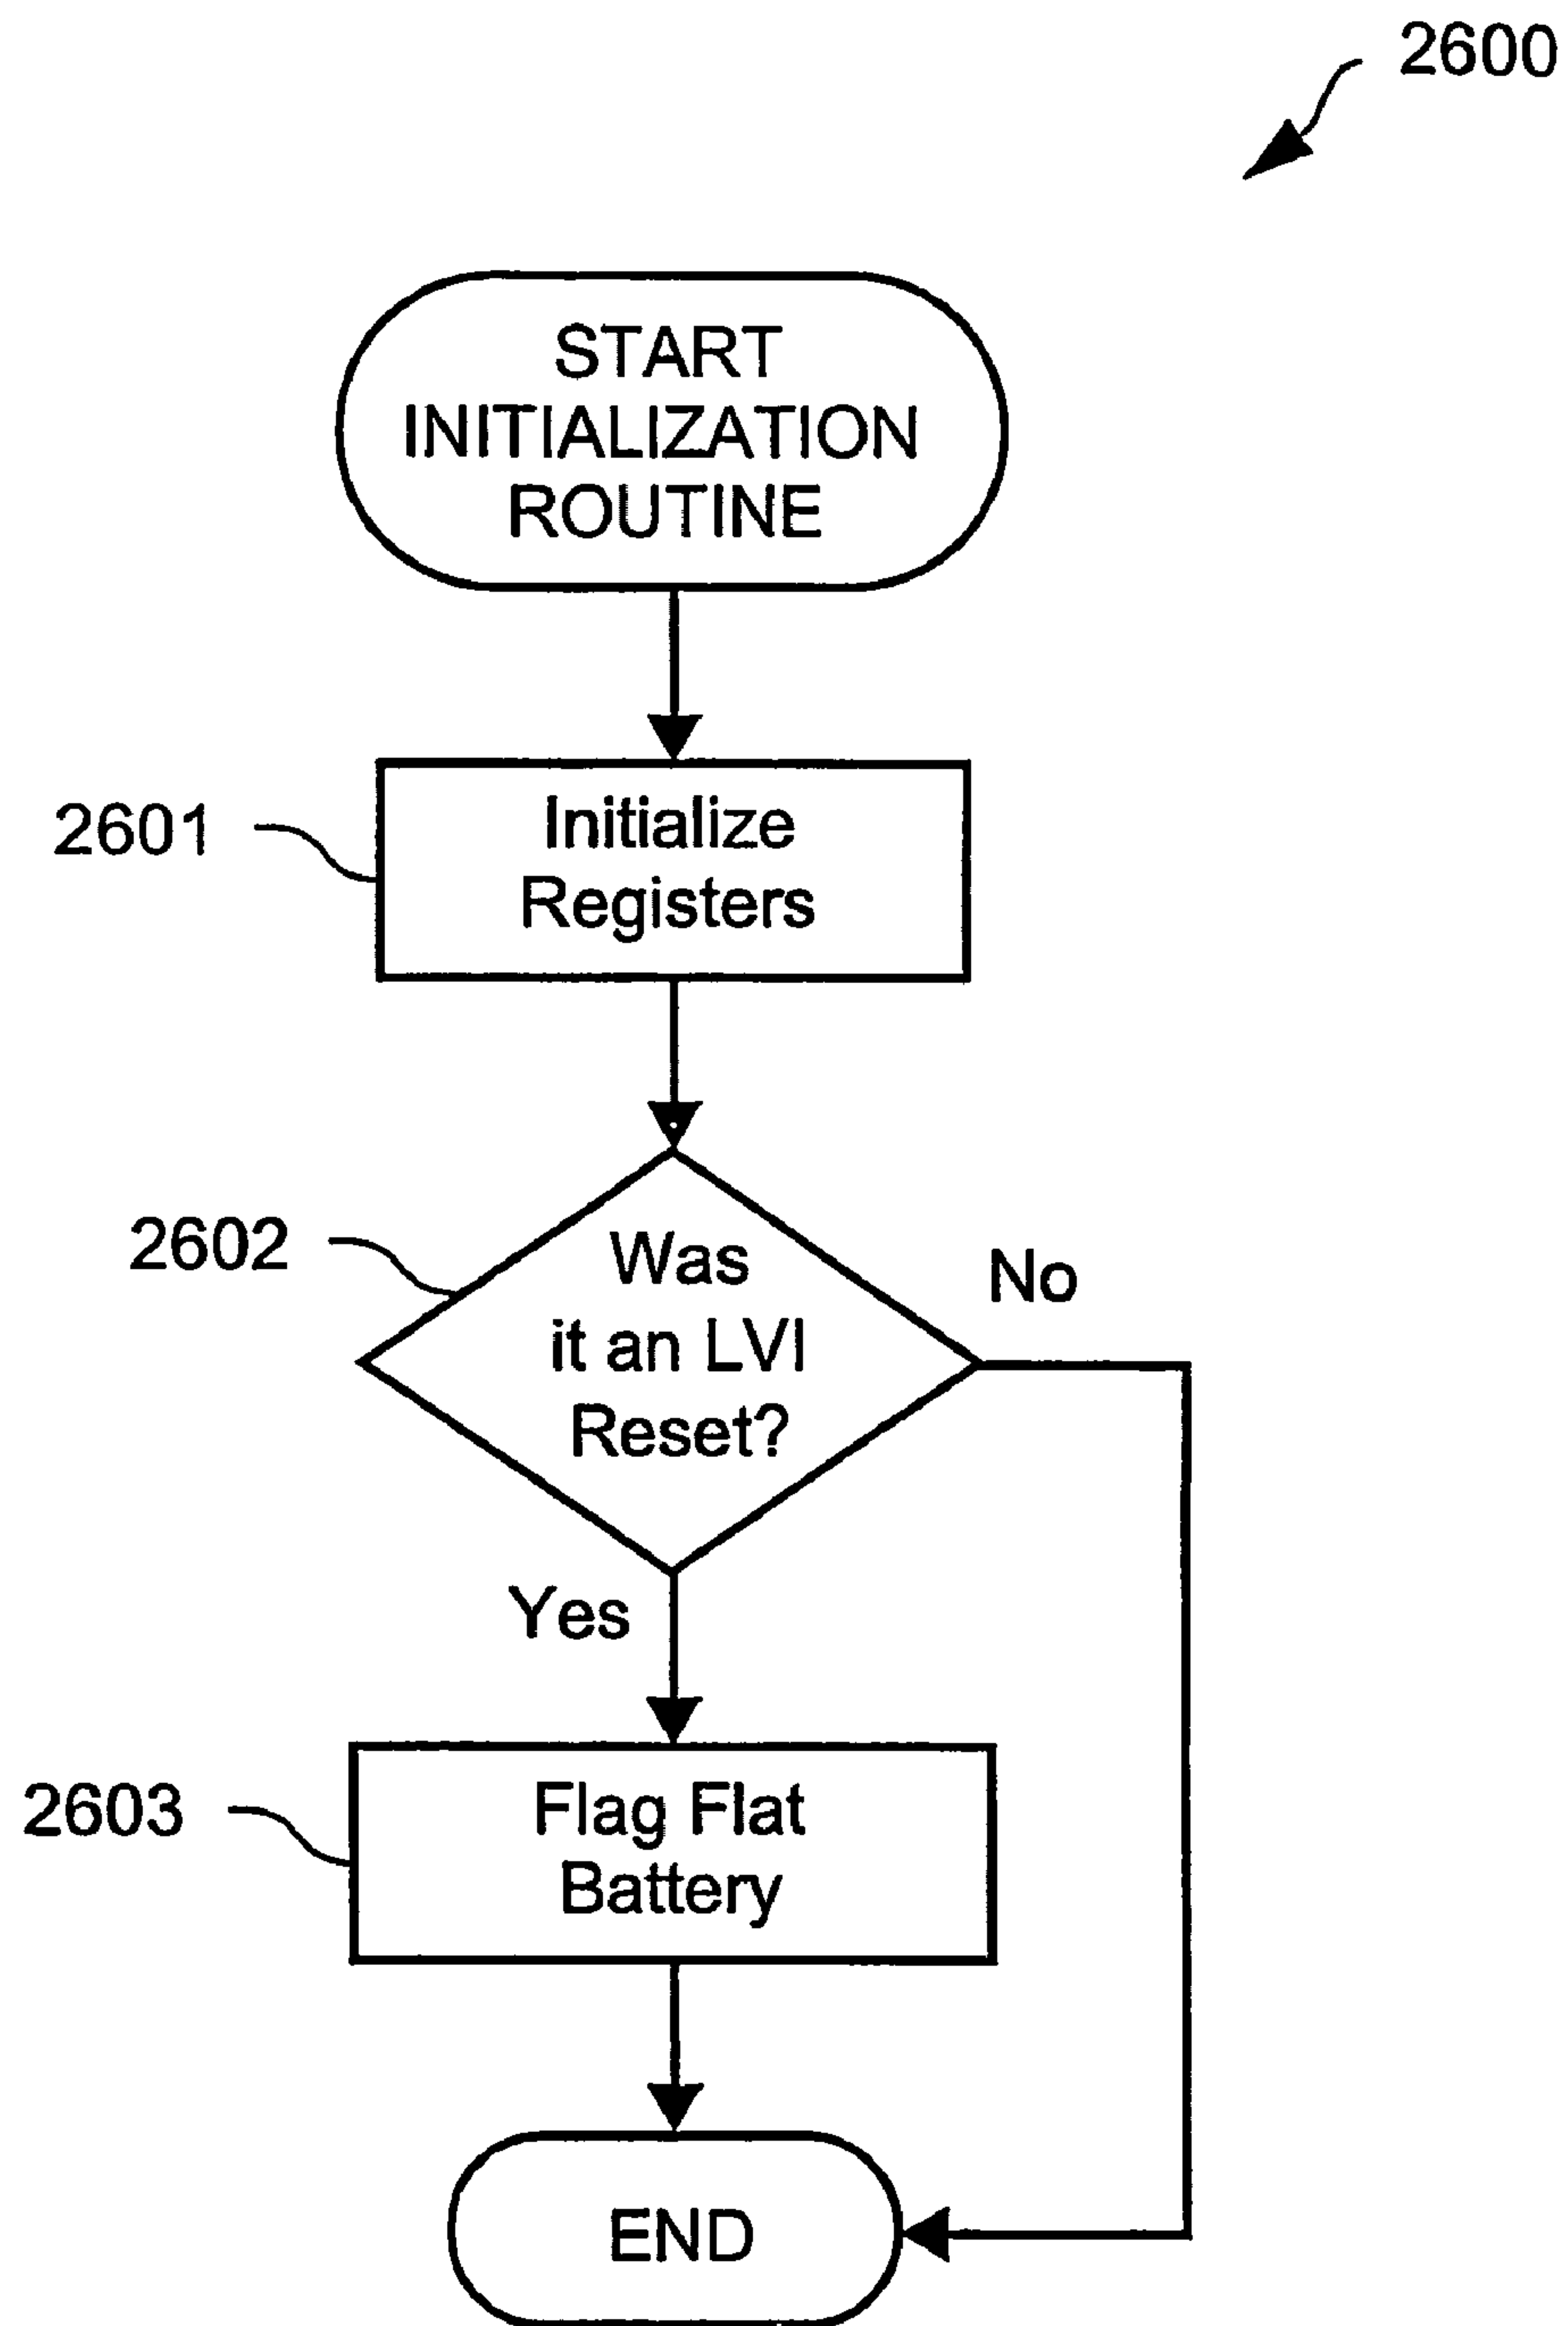 2600
START
INITIALIZATION
ROUTINE
2601
Initialize
Registers
2602
Was
it an LVI
Reset?
No
Yes
2603
Flag Flat
Battery
END